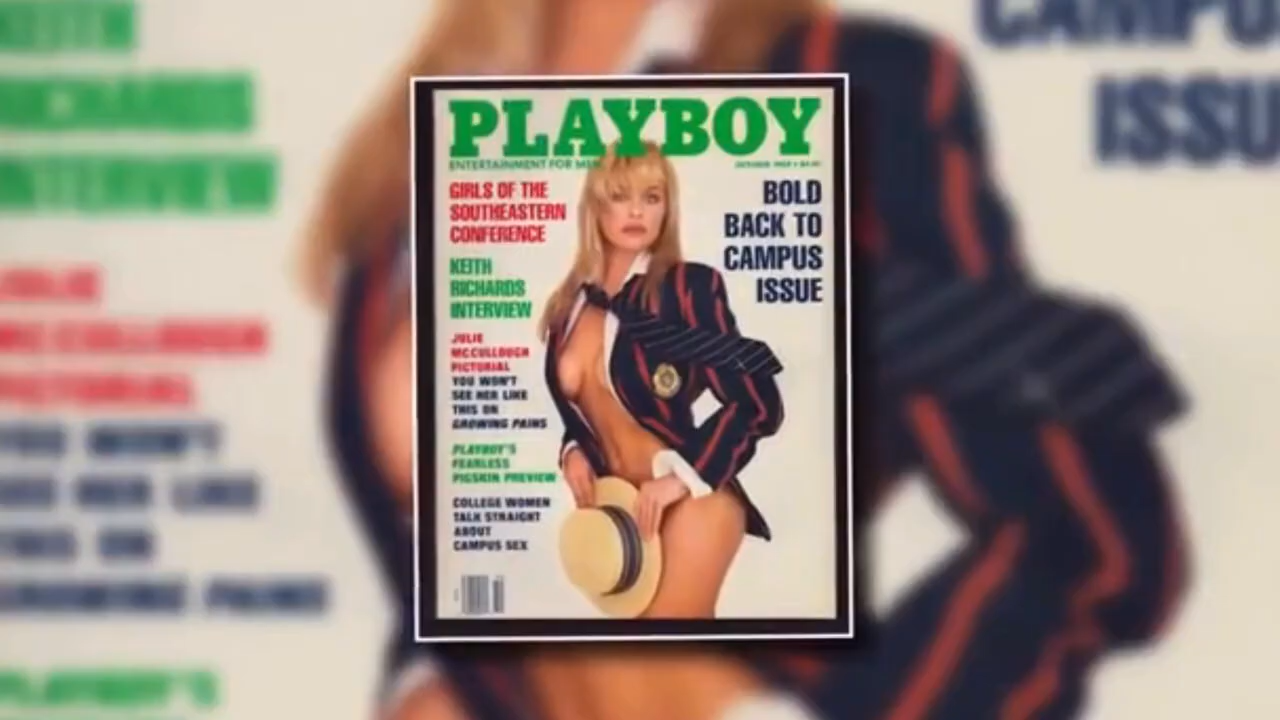 PLAYBOY
ENTERTAINMENT FOR MEN
GIRLS OF THE
SOUTHEASTERN
CONFERENCE
KEITH
RICHARDS
INTERVIEW
JULIE
MCCULLOUGH
PICTORIAL
YOU WON'T
SEE HER LIKE
THIS ON
GROWING PAINS
PLAYBOY'S
FEARLESS
PIGSKIN PREVIEW
COLLEGE WOMEN
TALK STRAIGHT
ABOUT
CAMPUS SEX
BOLD
BACK TO
CAMPUS
ISSUE